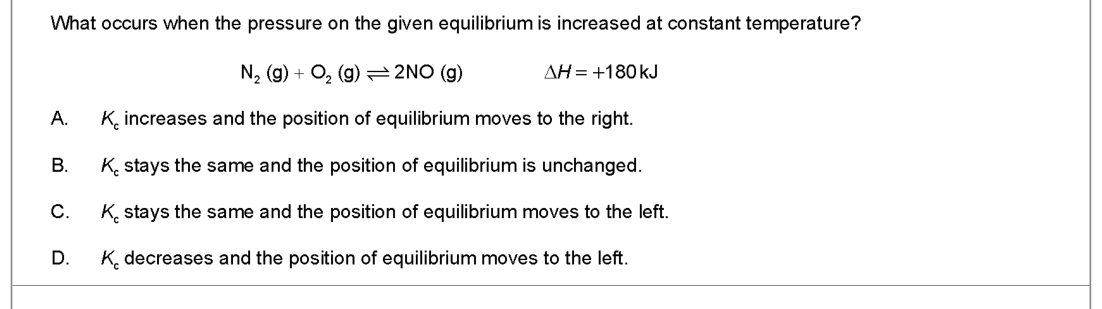 What occurs when the pressure on the given equilibrium is increased at constant temperature?
N₂ (g) + O₂ (g) ⇌ 2NO (g) ΔH = +180 kJ
A. K꜀ increases and the position of equilibrium moves to the right.
B. K꜀ stays the same and the position of equilibrium is unchanged.
C. K꜀ stays the same and the position of equilibrium moves to the left.
D. K꜀ decreases and the position of equilibrium moves to the left.